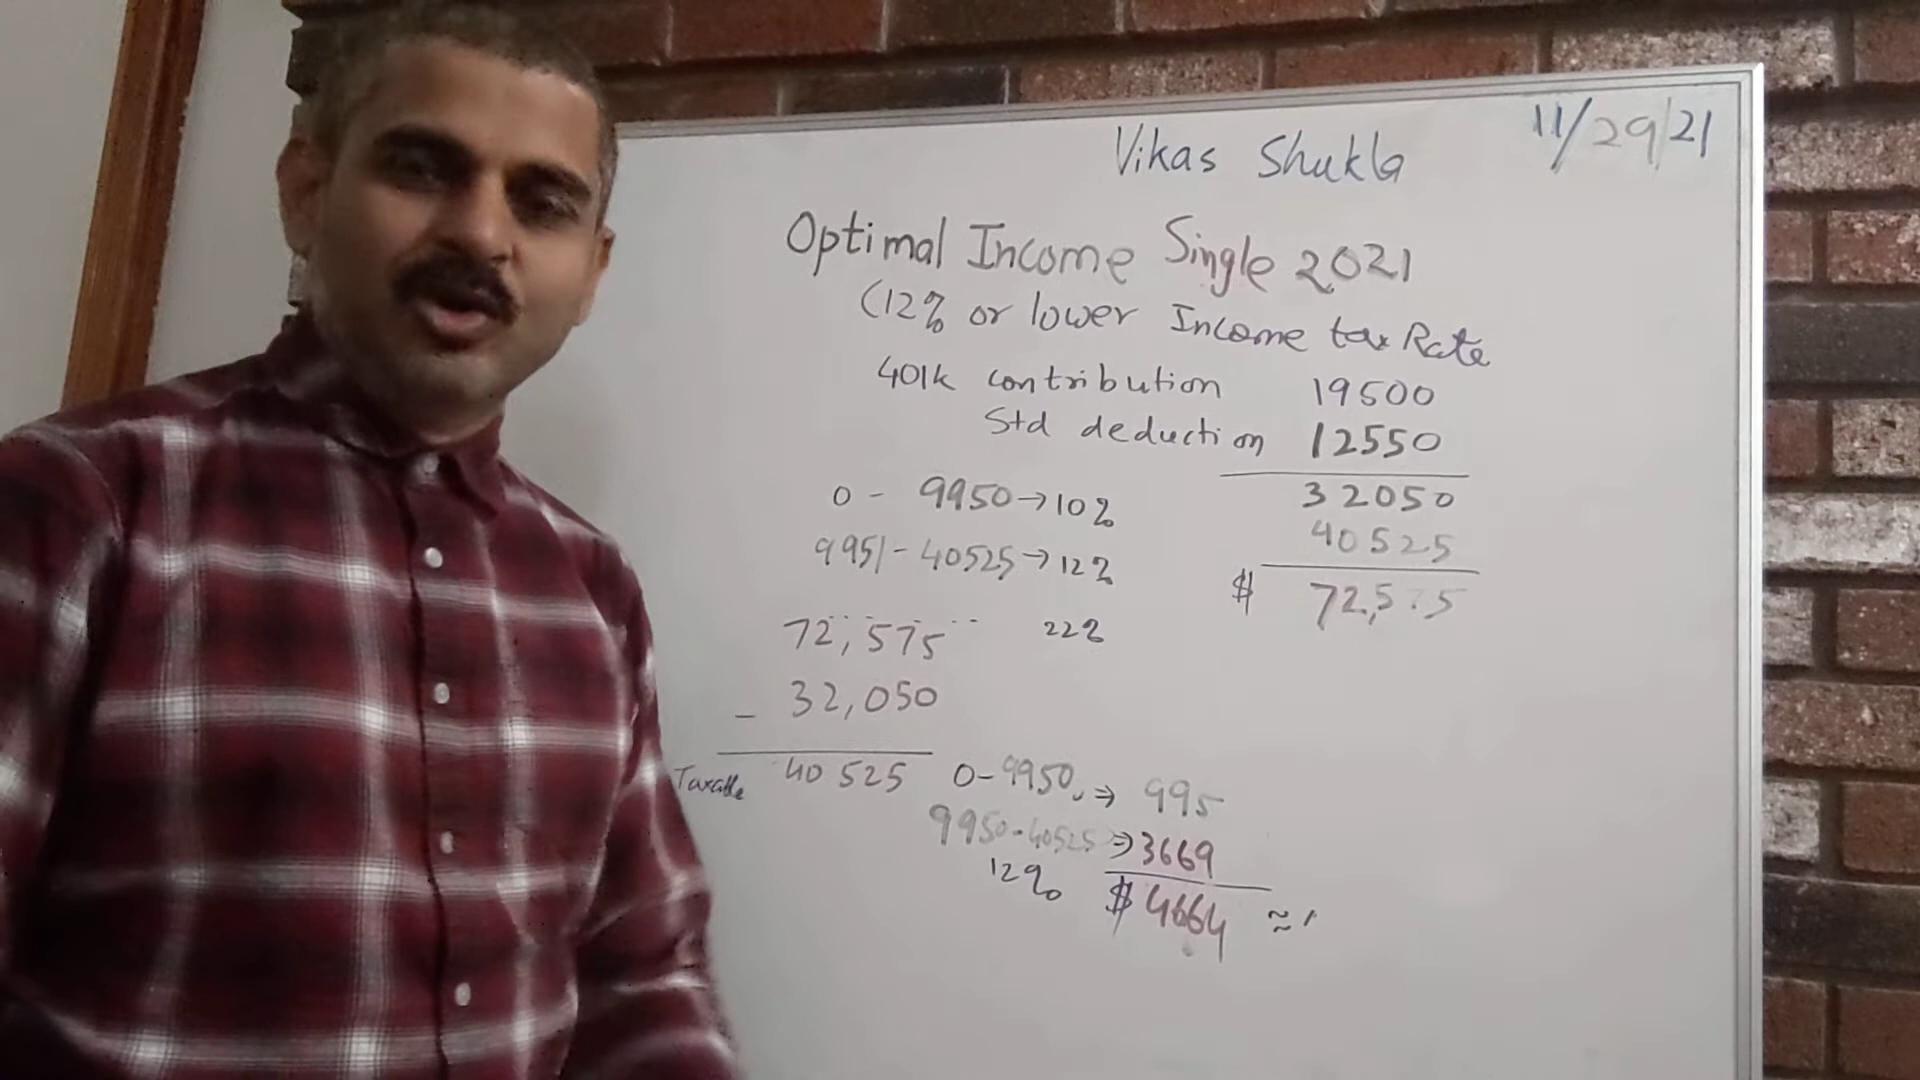 Vikas Shukla
11/29/21
Optimal Income Single 2021
(12% or lower Income tax Rate
401k contribution 19500
Std deduction 12550
32050
40525
$ 72,575
0 - 9950 → 10%
9951 - 40525 → 12%
22%
72,575
- 32,050
Taxable 40525
0-9950 ⇒ 995
9950-40525 ⇒ 3669
12%
$ 4664 ≈